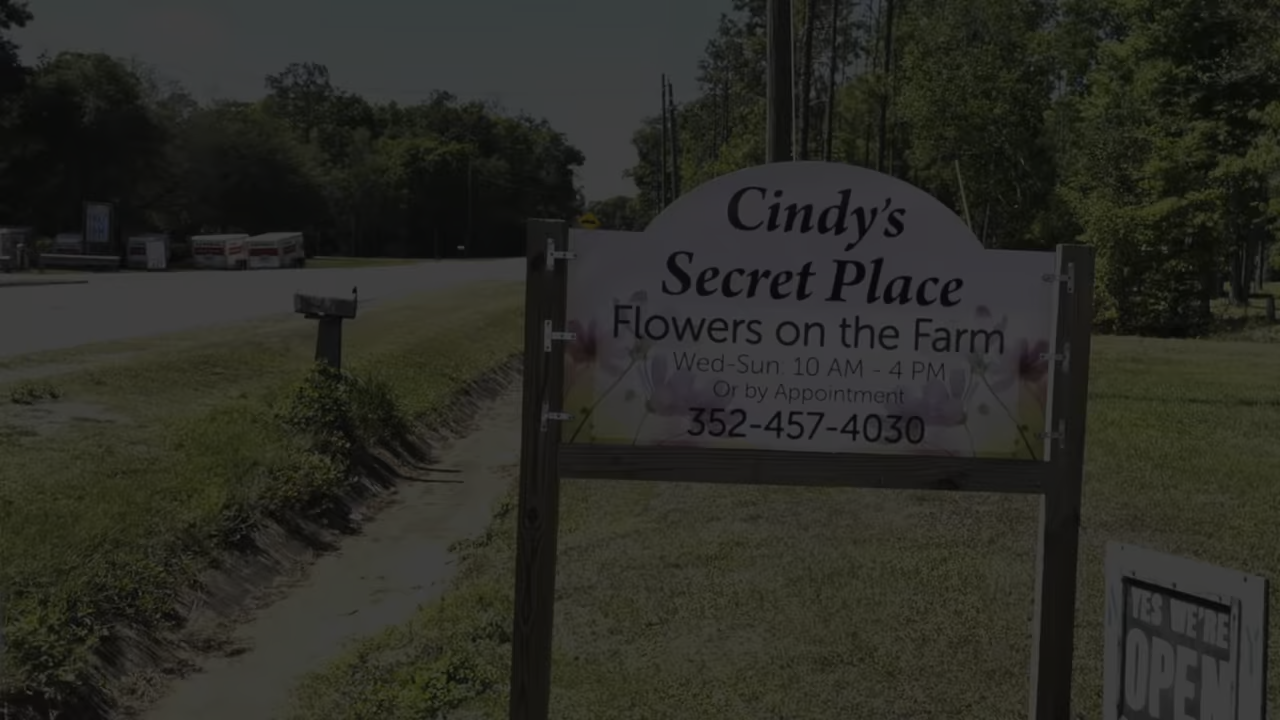 Cindy's
Secret Place
Flowers on the Farm
Wed-Sun 10 AM - 4 PM
Or by Appointment
352-457-4030
YES WE'RE
OPEN